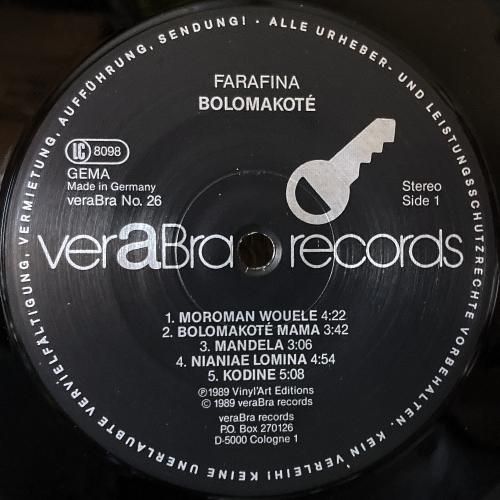 ALLE URHEBER- UND LEISTUNGSSCHUTZRECHTE VORBEHALTEN. KEIN VERLEIH! KEINE UNERLAUBTE VERVIELFÄLTIGUNG, VERMIETUNG, AUFFÜHRUNG, SENDUNG! ·
FARAFINA
BOLOMAKOTÉ
LC 8098
GEMA
Made in Germany
veraBra No. 26
Stereo
Side 1
veraBra records
1. MOROMAN WOUELE 4:22
2. BOLOMAKOTÉ MAMA 3:42
3. MANDELA 3:06
4. NIANIAE LOMINA 4:54
5. KODINE 5:08
Ⓟ 1989 Vinyl'Art Editions
© 1989 veraBra records
veraBra records
P.O. Box 270126
D-5000 Cologne 1